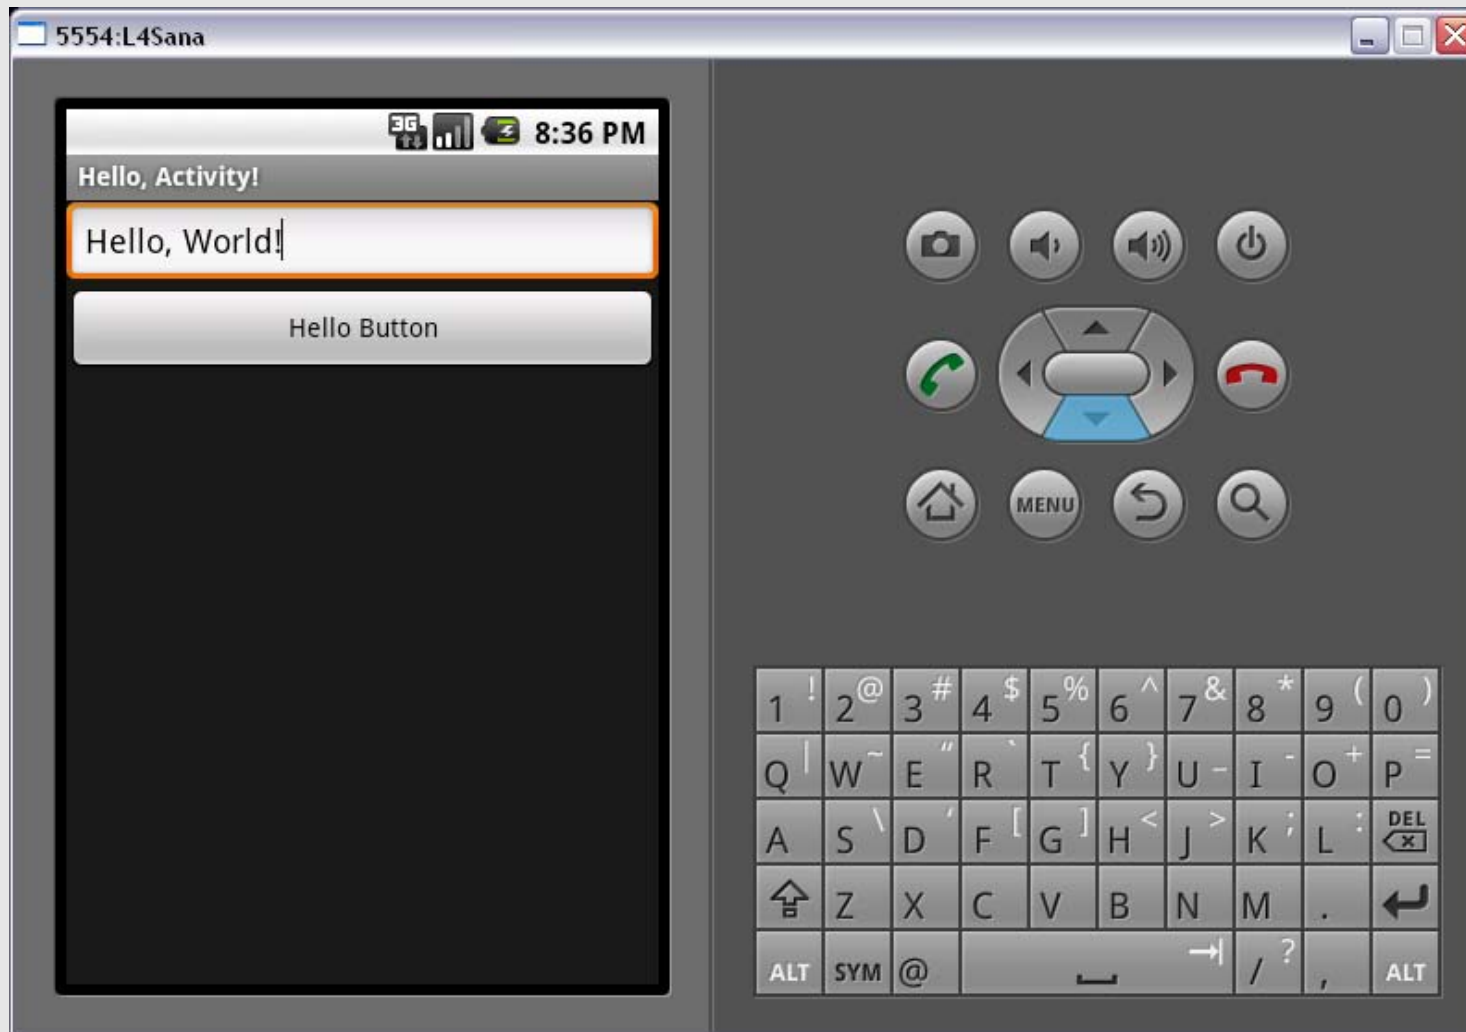 5554:L4Sana
3G 8:36 PM
Hello, Activity!
Hello, World!
Hello Button
MENU
1 ! 2 @ 3 # 4 $ 5 % 6 ^ 7 & 8 * 9 ( 0 )
Q | W ~ E " R ` T { Y } U _ I - O + P =
A S \ D ' F [ G ] H < J > K ; L : DEL
Z X C V B N M .
ALT SYM @ / ? , ALT